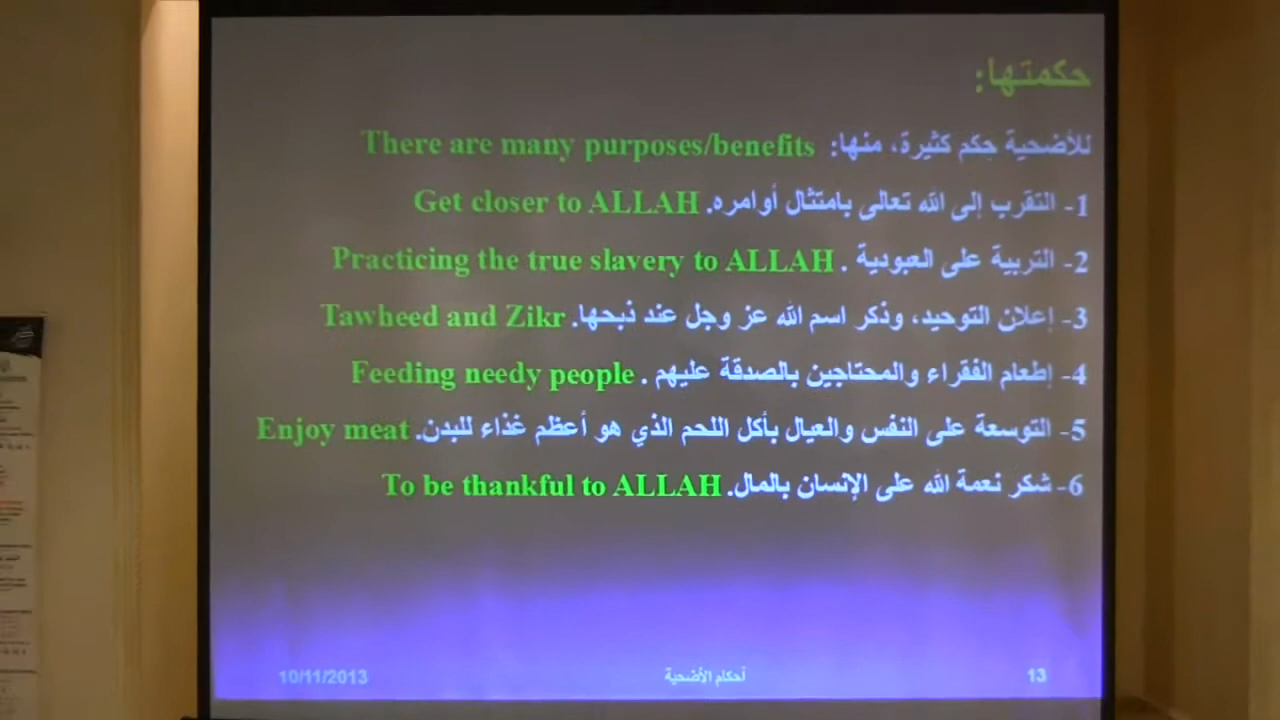 حكمتها:
للأضحية حِكم كثيرة، منها: There are many purposes/benefits
1- التقرب إلى الله تعالى بامتثال أوامره. Get closer to ALLAH
2- التربية على العبودية . Practicing the true slavery to ALLAH
3- إعلان التوحيد، وذكر اسم الله عز وجل عند ذبحها. Tawheed and Zikr
4- إطعام الفقراء والمحتاجين بالصدقة عليهم . Feeding needy people
5- التوسعة على النفس والعيال بأكل اللحم الذي هو أعظم غذاء للبدن. Enjoy meat
6- شكر نعمة الله على الإنسان بالمال. To be thankful to ALLAH
10/11/2013 أحكام الأضحية 13